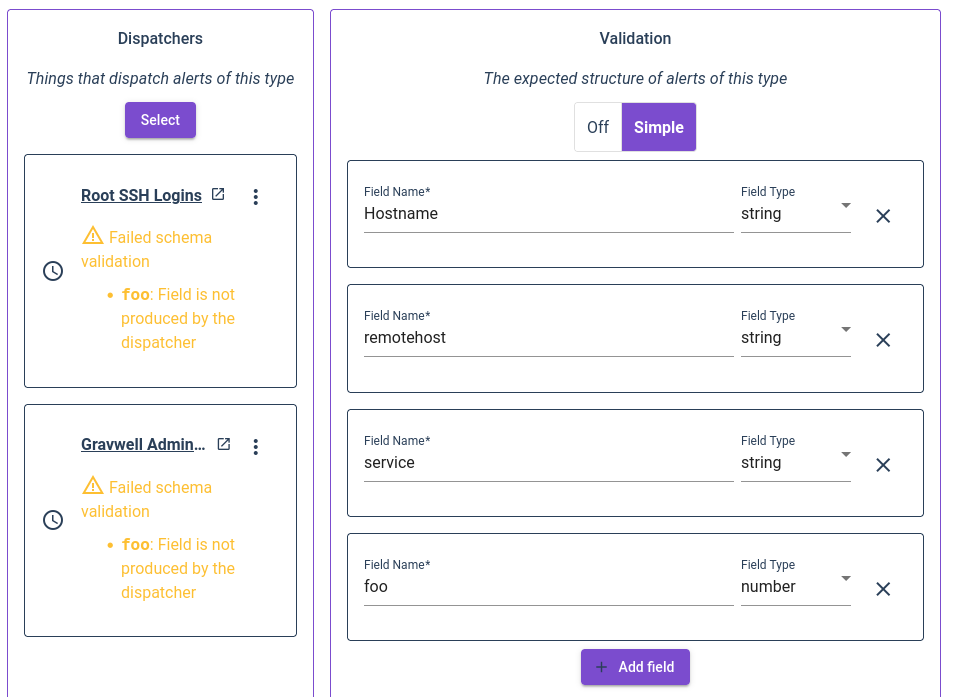 Dispatchers
Things that dispatch alerts of this type
Select
Root SSH Logins
Failed schema
validation
• foo: Field is not
produced by the
dispatcher
Gravwell Admin...
Failed schema
validation
• foo: Field is not
produced by the
dispatcher
Validation
The expected structure of alerts of this type
Off Simple
Field Name* Field Type
Hostname string
Field Name* Field Type
remotehost string
Field Name* Field Type
service string
Field Name* Field Type
foo number
+ Add field